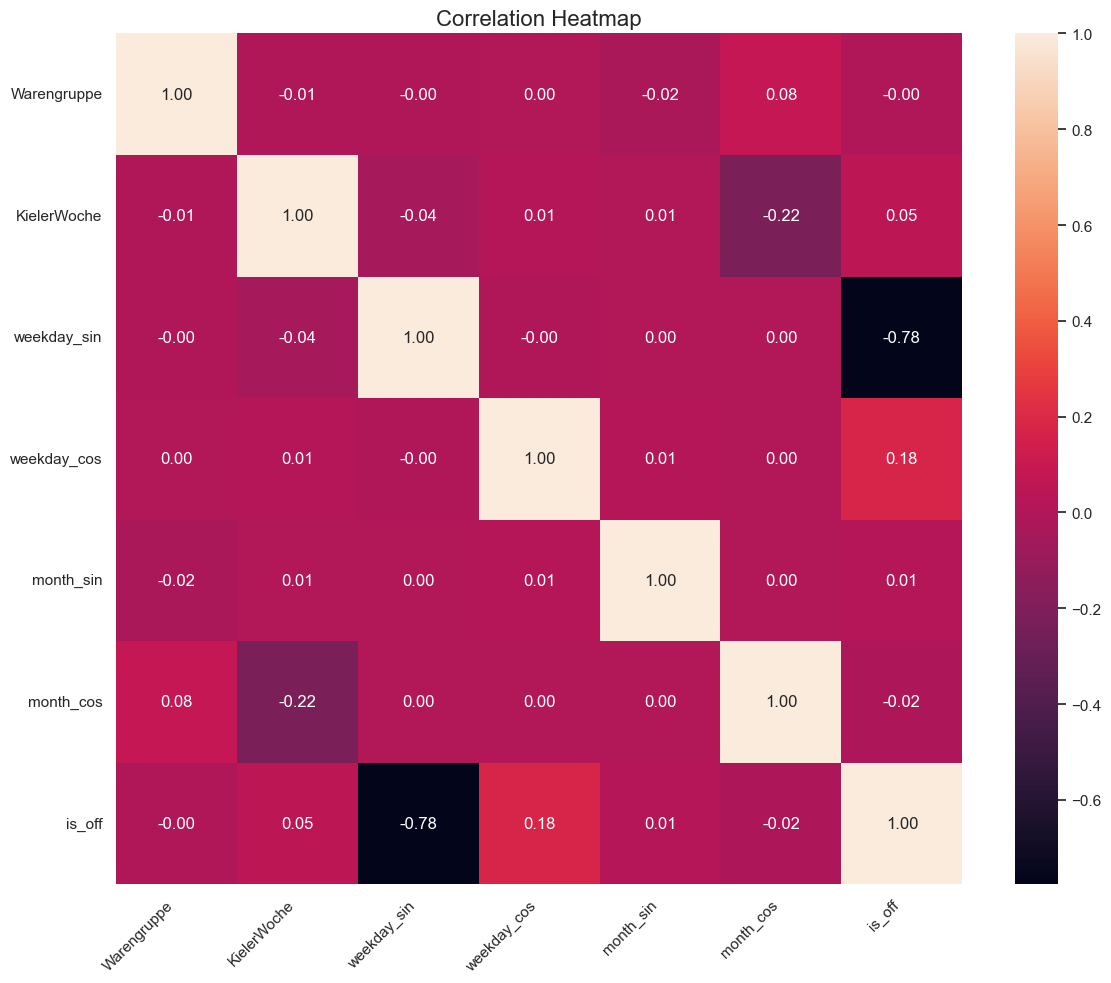 Correlation Heatmap
Warengruppe 1.00 -0.01 -0.00 0.00 -0.02 0.08 -0.00
KielerWoche -0.01 1.00 -0.04 0.01 0.01 -0.22 0.05
weekday_sin -0.00 -0.04 1.00 -0.00 0.00 0.00 -0.78
weekday_cos 0.00 0.01 -0.00 1.00 0.01 0.00 0.18
month_sin -0.02 0.01 0.00 0.01 1.00 0.00 0.01
month_cos 0.08 -0.22 0.00 0.00 0.00 1.00 -0.02
is_off -0.00 0.05 -0.78 0.18 0.01 -0.02 1.00
Warengruppe KielerWoche weekday_sin weekday_cos month_sin month_cos is_off
1.0
0.8
0.6
0.4
0.2
0.0
−0.2
−0.4
−0.6